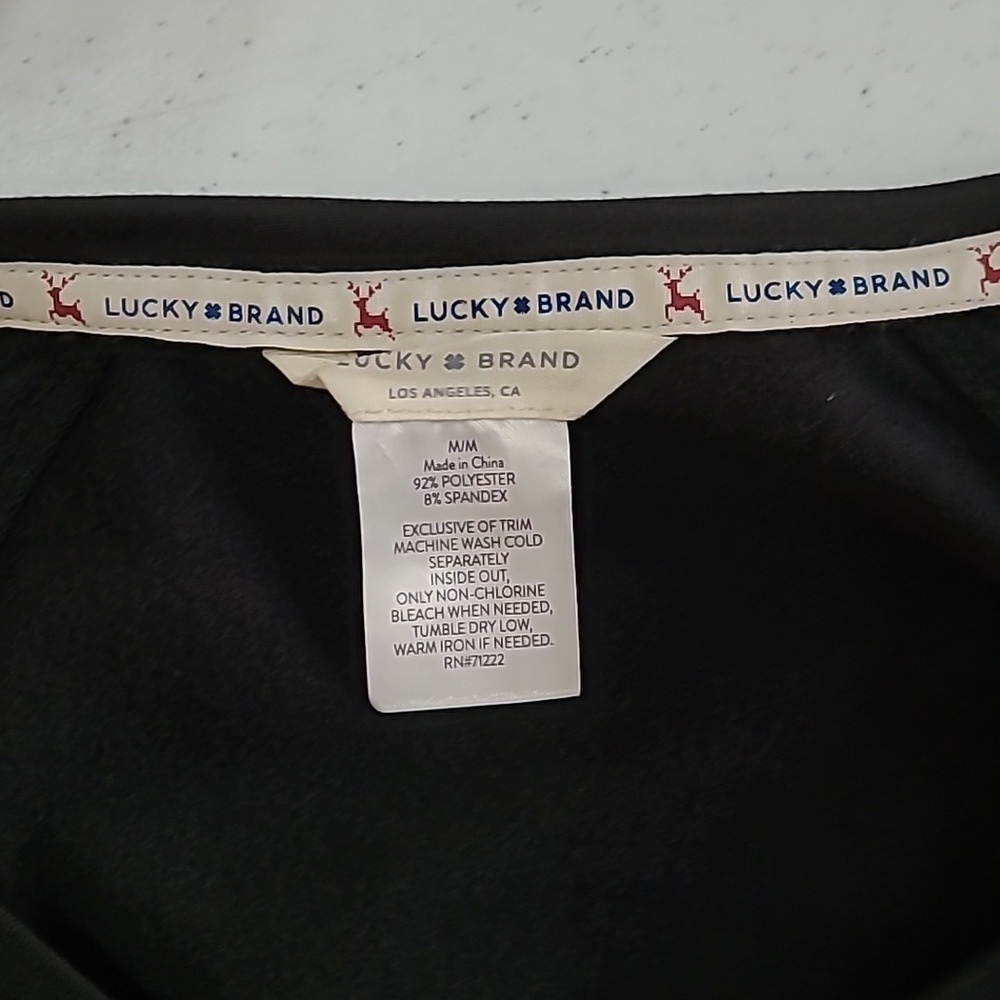 D LUCKY BRAND LUCKY BRAND LUCKY BRAND
LUCKY BRAND
LOS ANGELES, CA
M/M
Made in China
92% POLYESTER
8% SPANDEX
EXCLUSIVE OF TRIM
MACHINE WASH COLD
SEPARATELY
INSIDE OUT,
ONLY NON-CHLORINE
BLEACH WHEN NEEDED,
TUMBLE DRY LOW,
WARM IRON IF NEEDED.
RN#71222